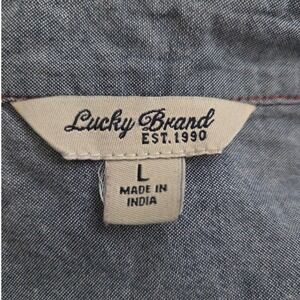 Lucky Brand
EST. 1990
L
MADE IN
INDIA